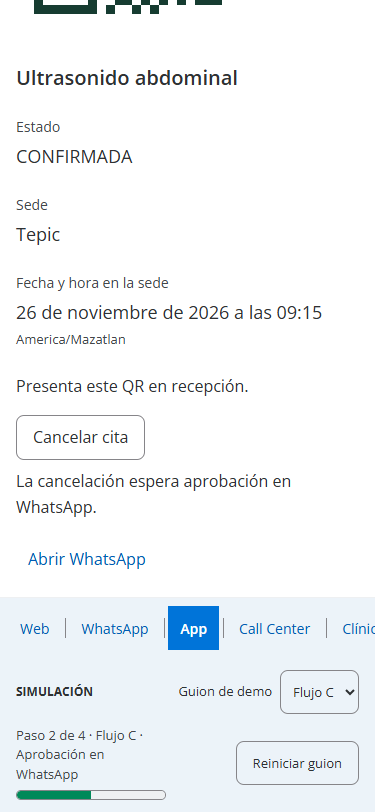 Ultrasonido abdominal
Estado
CONFIRMADA
Sede
Tepic
Fecha y hora en la sede
26 de noviembre de 2026 a las 09:15
America/Mazatlan
Presenta este QR en recepción.
Cancelar cita
La cancelación espera aprobación en
WhatsApp.
Abrir WhatsApp
Web WhatsApp App Call Center Clínic
SIMULACIÓN Guion de demo Flujo C
Paso 2 de 4 · Flujo C ·
Aprobación en
WhatsApp
Reiniciar guion